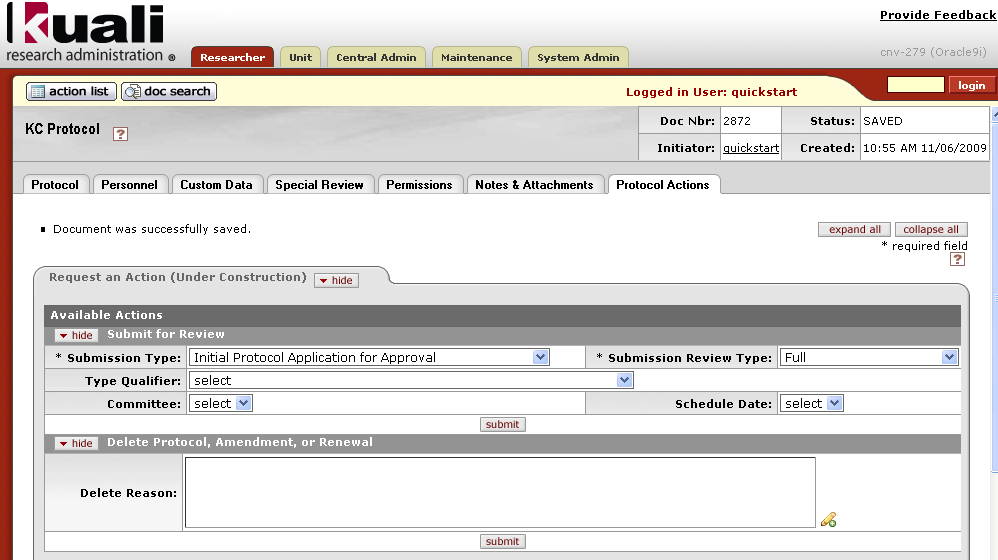 Kuali
research administration ®
Provide Feedback
cnv-279 (Oracle9i)
Researcher Unit Central Admin Maintenance System Admin
action list doc search Logged in User: quickstart login
KC Protocol ? Doc Nbr: 2872 Status: SAVED
Initiator: quickstart Created: 10:55 AM 11/06/2009
Protocol Personnel Custom Data Special Review Permissions Notes & Attachments Protocol Actions
Document was successfully saved. expand all collapse all
* required field
?
Request an Action (Under Construction) hide
Available Actions
hide Submit for Review
* Submission Type: Initial Protocol Application for Approval * Submission Review Type: Full
Type Qualifier: select
Committee: select Schedule Date: select
submit
hide Delete Protocol, Amendment, or Renewal
Delete Reason:
submit